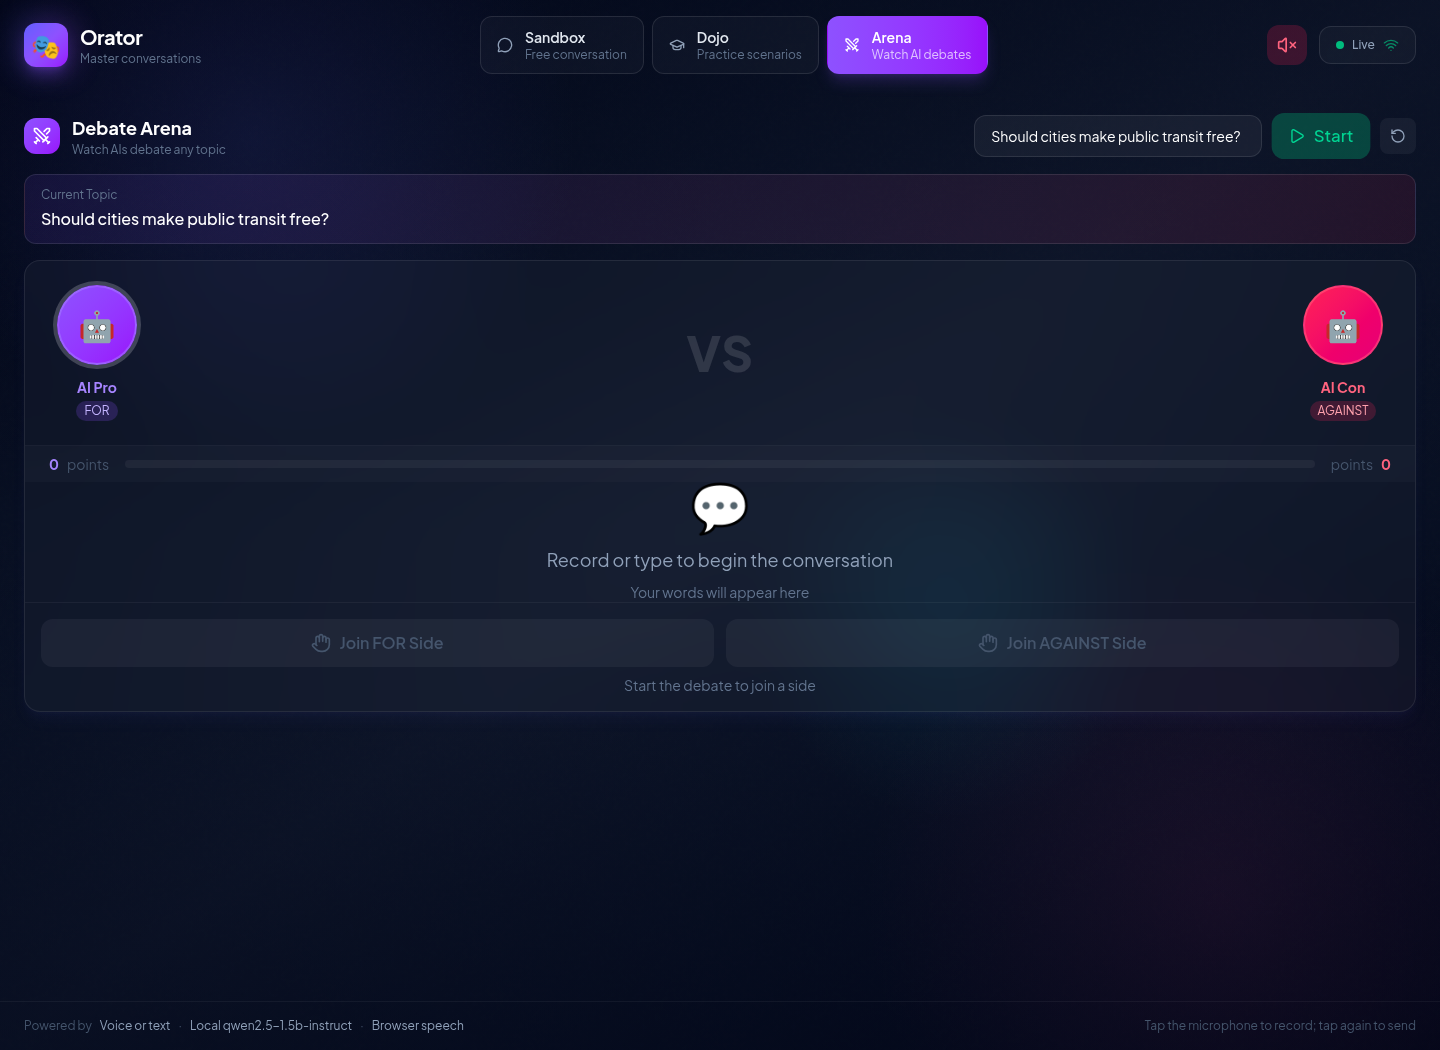 Orator
Master conversations
Sandbox
Free conversation
Dojo
Practice scenarios
Arena
Watch AI debates
Live
Debate Arena
Watch AIs debate any topic
Should cities make public transit free?
Start
Current Topic
Should cities make public transit free?
AI Pro
FOR
VS
AI Con
AGAINST
0 points
points 0
Record or type to begin the conversation
Your words will appear here
Join FOR Side
Join AGAINST Side
Start the debate to join a side
Powered by Voice or text · Local qwen2.5-1.5b-instruct · Browser speech
Tap the microphone to record; tap again to send